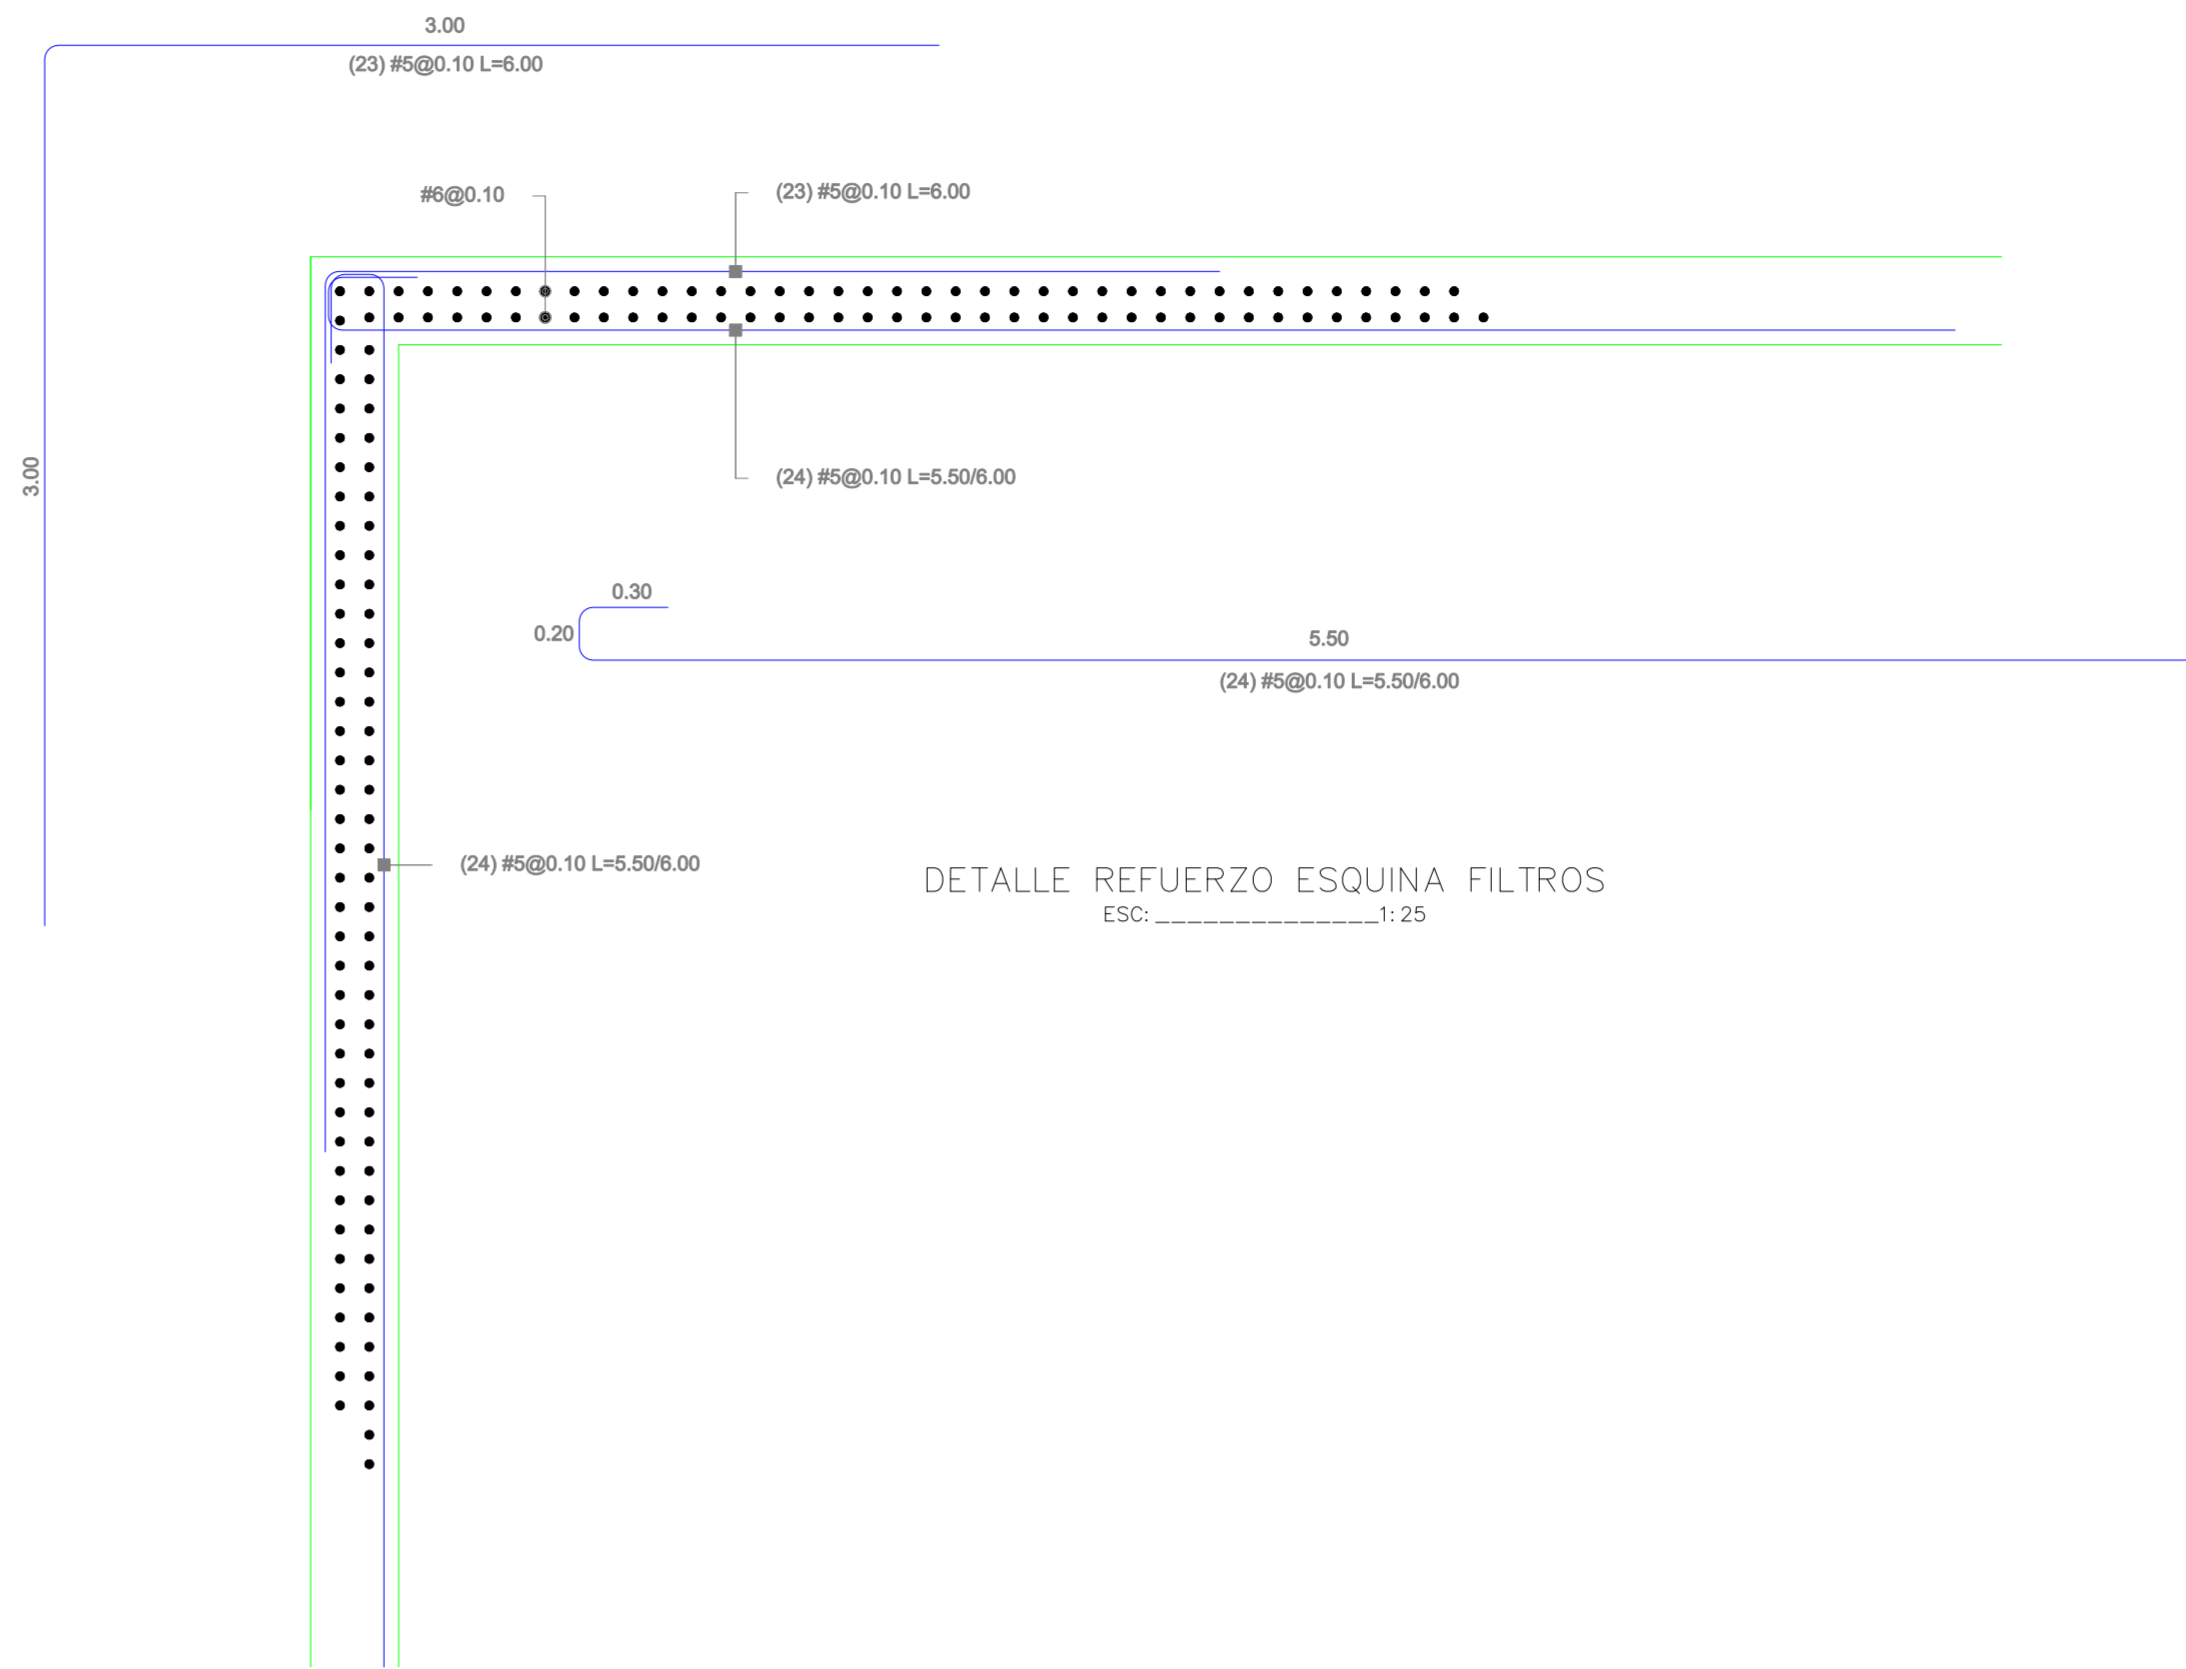 3.00
(23) #5@0.10 L=6.00
#6@0.10
(23) #5@0.10 L=6.00
3.00
(24) #5@0.10 L=5.50/6.00
0.30
0.20
5.50
(24) #5@0.10 L=5.50/6.00
(24) #5@0.10 L=5.50/6.00
DETALLE REFUERZO ESQUINA FILTROS
ESC:______________1:25